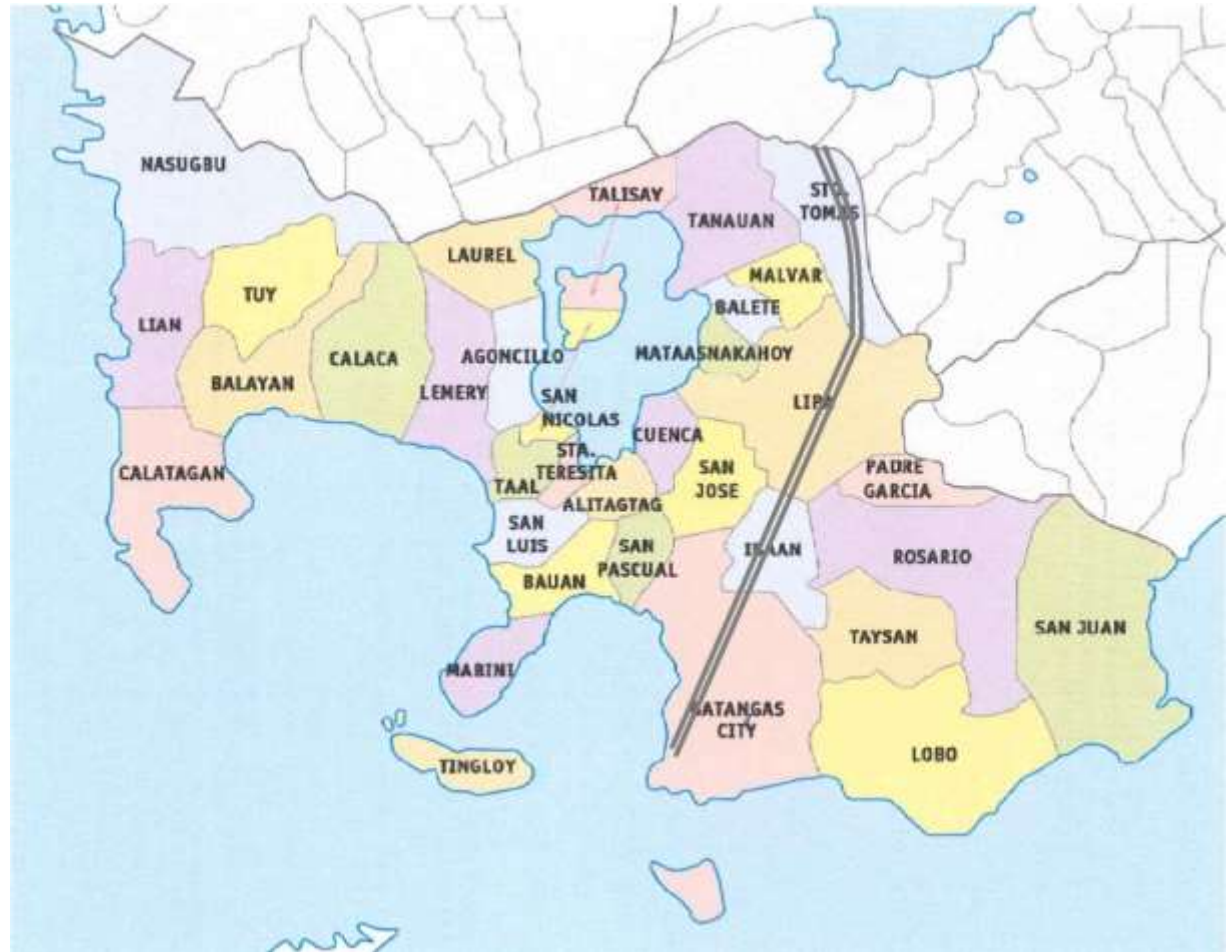 NASUGBU
TALISAY
STO.
TOMAS
TANAUAN
LAUREL
MALVAR
TUY
BALETE
LIAN
AGONCILLO
MATAASNAKAHOY
CALACA
BALAYAN
LEMERY
LIPA
SAN
NICOLAS
CUENCA
STA.
TERESITA
CALATAGAN
SAN
JOSE
PADRE
GARCIA
TAAL
ALITAGTAG
SAN
LUIS
SAN
PASCUAL
IBAAN
ROSARIO
BAUAN
TAYSAN
SAN JUAN
MABINI
BATANGAS
CITY
LOBO
TINGLOY